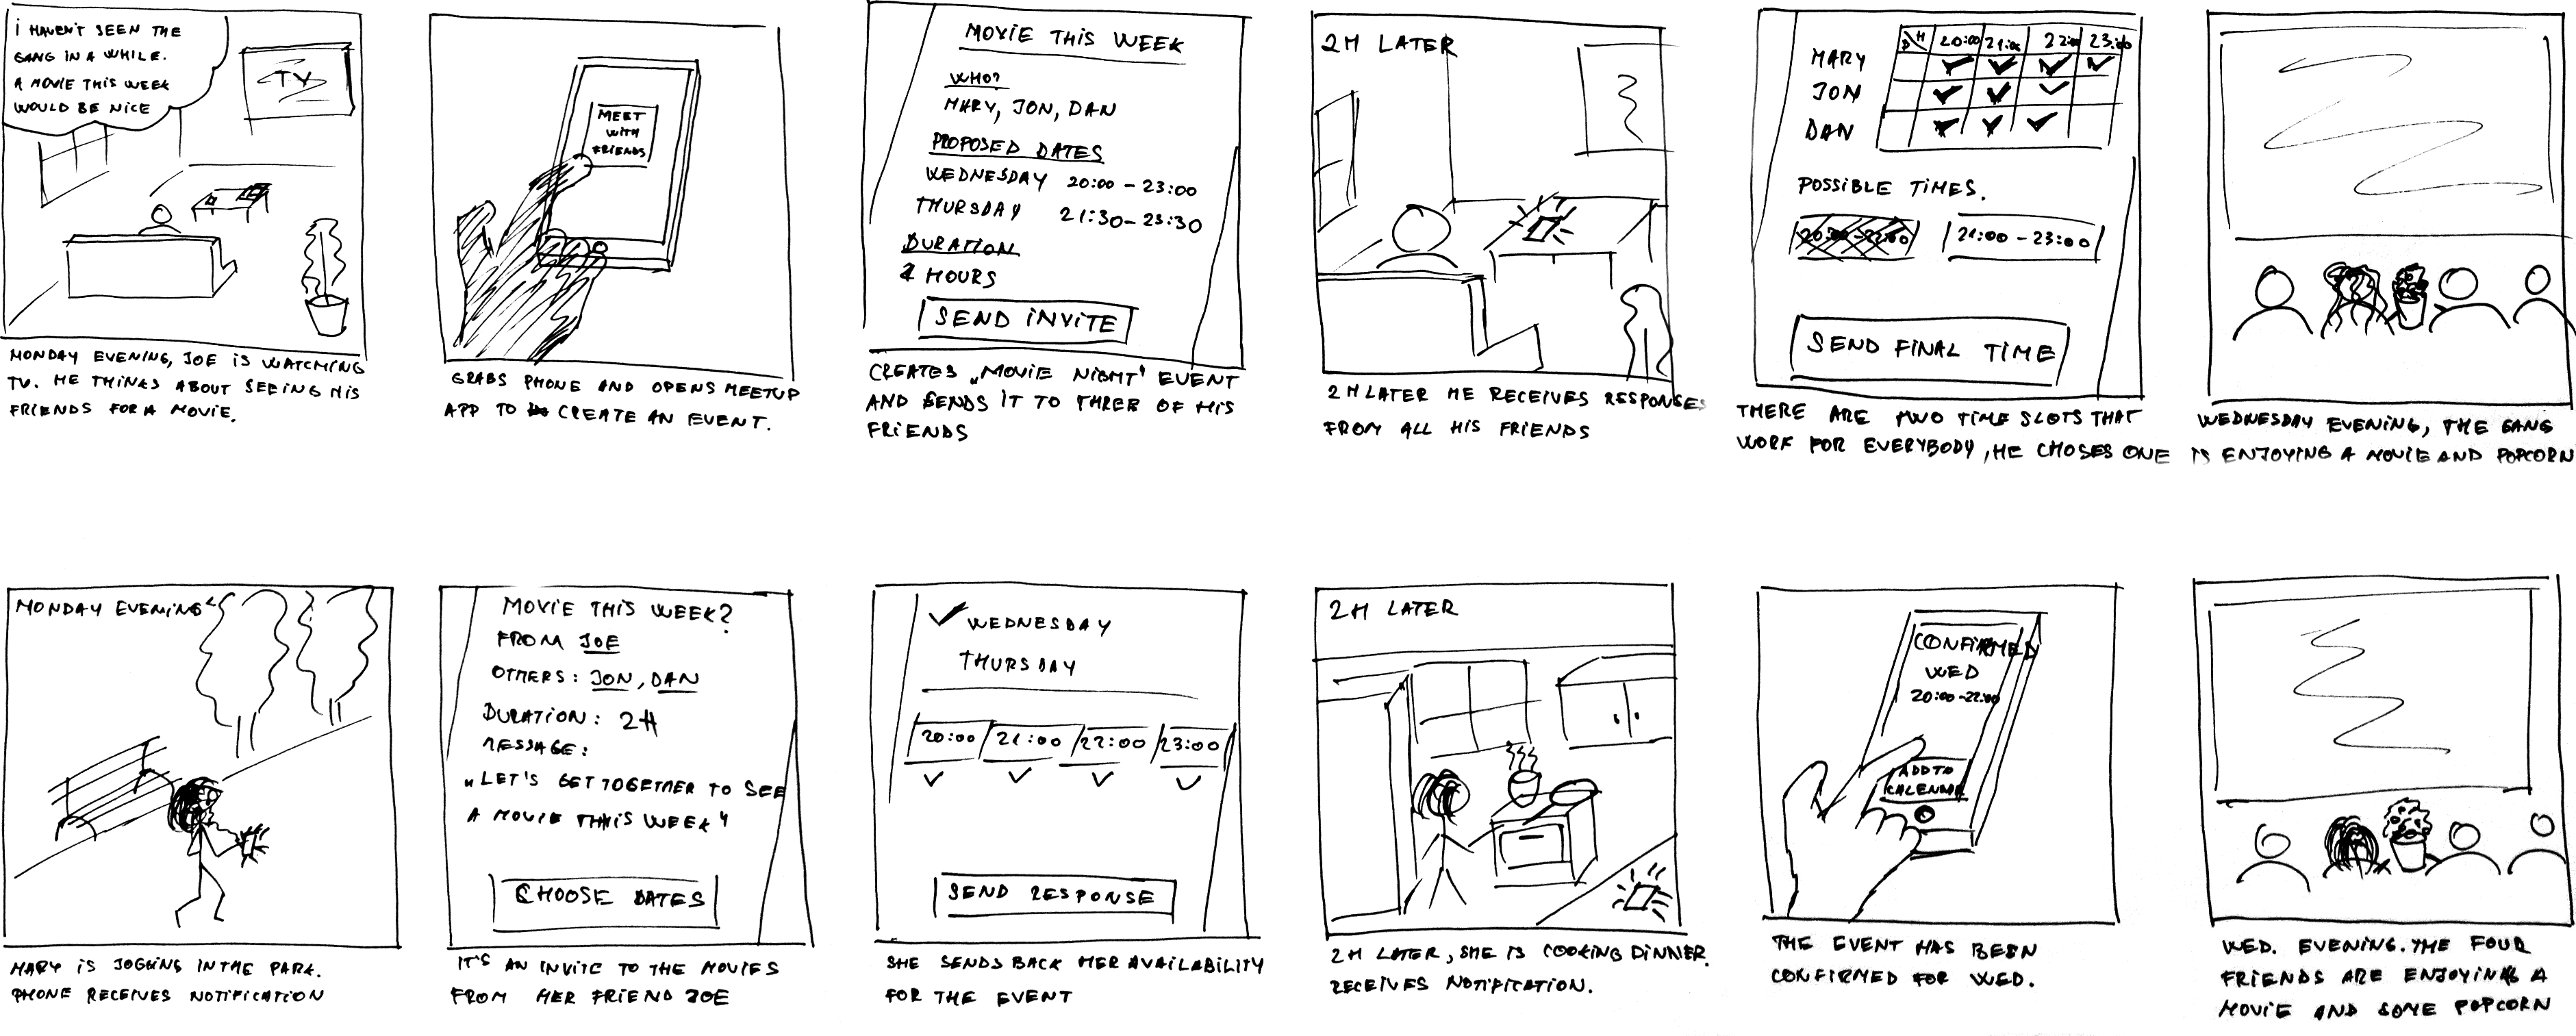 I HAVEN'T SEEN THE
GANG IN A WHILE.
A MOVIE THIS WEEK
WOULD BE NICE
TV
MONDAY EVENING, JOE IS WATCHING
TV. HE THINKS ABOUT SEEING HIS
FRIENDS FOR A MOVIE.
MEET
WITH
FRIENDS
GRABS PHONE AND OPENS MEETUP
APP TO CREATE AN EVENT.
MOVIE THIS WEEK
WHO?
MARY, JON, DAN
PROPOSED DATES
WEDNESDAY 20:00 - 23:00
THURSDAY 21:30 - 23:30
DURATION
2 HOURS
SEND INVITE
CREATES „MOVIE NIGHT" EVENT
AND SENDS IT TO THREE OF HIS
FRIENDS
2H LATER
2H LATER HE RECEIVES RESPONSES
FROM ALL HIS FRIENDS
D H 20:00 21:00 22:00 23:00
MARY
JON
DAN
POSSIBLE TIMES.
20:00 - 22:00 21:00 - 23:00
SEND FINAL TIME
THERE ARE TWO TIME SLOTS THAT
WORK FOR EVERYBODY, HE CHOSES ONE
WEDNESDAY EVENING, THE GANG
IS ENJOYING A MOVIE AND POPCORN
MONDAY EVENING
MARY IS JOGGING IN THE PARK.
PHONE RECEIVES NOTIFICATION
MOVIE THIS WEEK?
FROM JOE
OTHERS: JON, DAN
DURATION: 2H
MESSAGE:
„LET'S GET TOGETHER TO SEE
A MOVIE THIS WEEK"
CHOOSE DATES
IT'S AN INVITE TO THE MOVIES
FROM HER FRIEND JOE
WEDNESDAY
THURSDAY
20:00 21:00 22:00 23:00
SEND RESPONSE
SHE SENDS BACK HER AVAILABILITY
FOR THE EVENT
2H LATER
2H LATER, SHE IS COOKING DINNER.
RECEIVES NOTIFICATION.
CONFIRMED
WED
20:00 - 22:00
ADD TO
CALENDAR
THE EVENT HAS BEEN
CONFIRMED FOR WED.
WED. EVENING. THE FOUR
FRIENDS ARE ENJOYING A
MOVIE AND SOME POPCORN